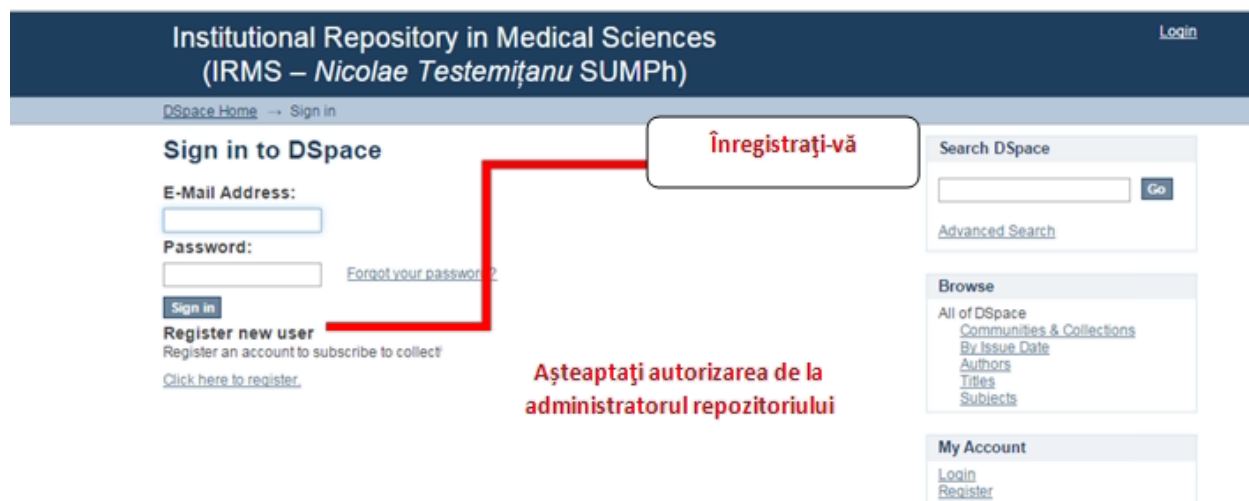 Institutional Repository in Medical Sciences
(IRMS – Nicolae Testemițanu SUMPh)
Login
DSpace Home → Sign in
Sign in to DSpace
E-Mail Address:
Password:
Forgot your password?
Sign in
Register new user
Register an account to subscribe to collect
Click here to register.
Înregistraţi-vă
Așteaptaţi autorizarea de la
administratorul repozitoriului
Search DSpace
Go
Advanced Search
Browse
All of DSpace
Communities & Collections
By Issue Date
Authors
Titles
Subjects
My Account
Login
Register